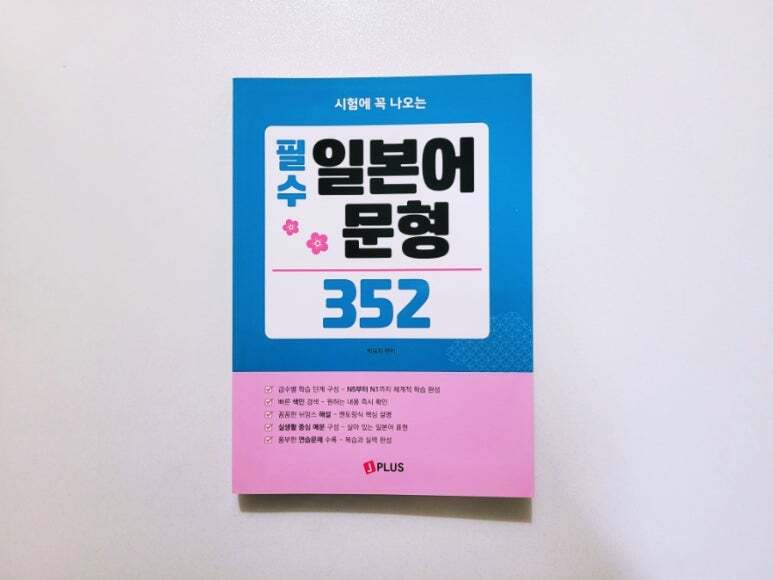 시험에 꼭 나오는
필수
일본어
문형
352
급수별 학습 단계 구성 – N5부터 N1까지 체계적 학습 완성
빠른 색인 검색 – 원하는 내용 즉시 확인
꼼꼼한 뉘앙스 해설 – 멘토링식 핵심 설명
실생활 중심 예문 구성 – 살아 있는 일본어 표현
풍부한 연습문제 수록 – 복습과 실력 완성
J PLUS